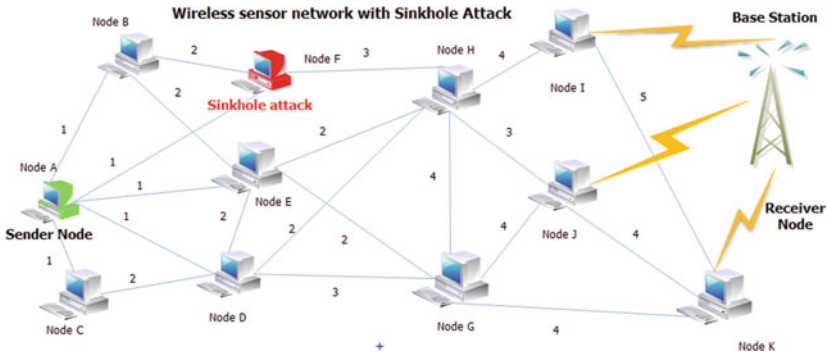 Wireless sensor network with Sinkhole Attack
Base Station
Node B
2
Node F
3
Node H
4
Node I
Sinkhole attack
2
5
1
1
2
3
Node A
1
4
Node E
Receiver
Node
Sender Node
1
2
2
2
4
Node J
4
1
2
3
Node C
Node D
Node G
4
Node K